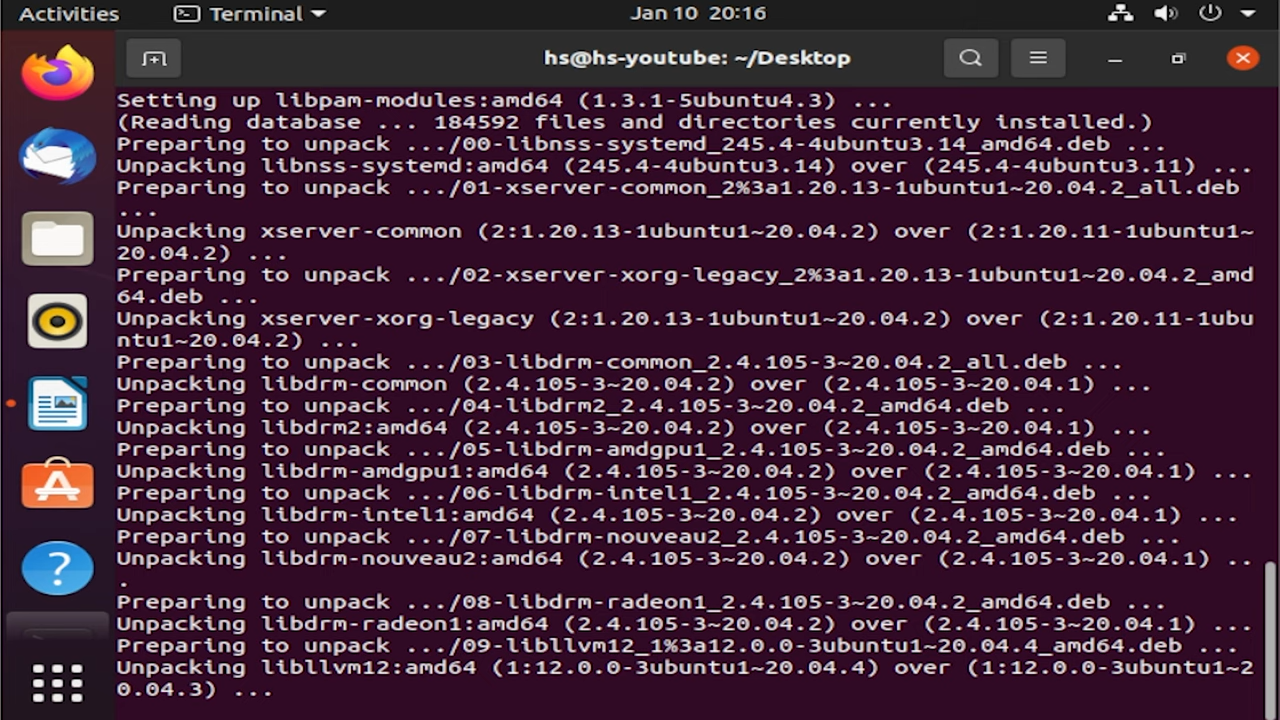 Activities
Terminal
Jan 10 20:16
hs@hs-youtube: ~/Desktop
Setting up libpam-modules:amd64 (1.3.1-5ubuntu4.3) ...
(Reading database ... 184592 files and directories currently installed.)
Preparing to unpack .../00-libnss-systemd_245.4-4ubuntu3.14_amd64.deb ...
Unpacking libnss-systemd:amd64 (245.4-4ubuntu3.14) over (245.4-4ubuntu3.11) ...
Preparing to unpack .../01-xserver-common_2%3a1.20.13-1ubuntu1~20.04.2_all.deb
...
Unpacking xserver-common (2:1.20.13-1ubuntu1~20.04.2) over (2:1.20.11-1ubuntu1~
20.04.2) ...
Preparing to unpack .../02-xserver-xorg-legacy_2%3a1.20.13-1ubuntu1~20.04.2_amd
64.deb ...
Unpacking xserver-xorg-legacy (2:1.20.13-1ubuntu1~20.04.2) over (2:1.20.11-1ubu
ntu1~20.04.2) ...
Preparing to unpack .../03-libdrm-common_2.4.105-3~20.04.2_all.deb ...
Unpacking libdrm-common (2.4.105-3~20.04.2) over (2.4.105-3~20.04.1) ...
Preparing to unpack .../04-libdrm2_2.4.105-3~20.04.2_amd64.deb ...
Unpacking libdrm2:amd64 (2.4.105-3~20.04.2) over (2.4.105-3~20.04.1) ...
Preparing to unpack .../05-libdrm-amdgpu1_2.4.105-3~20.04.2_amd64.deb ...
Unpacking libdrm-amdgpu1:amd64 (2.4.105-3~20.04.2) over (2.4.105-3~20.04.1) ...
Preparing to unpack .../06-libdrm-intel1_2.4.105-3~20.04.2_amd64.deb ...
Unpacking libdrm-intel1:amd64 (2.4.105-3~20.04.2) over (2.4.105-3~20.04.1) ...
Preparing to unpack .../07-libdrm-nouveau2_2.4.105-3~20.04.2_amd64.deb ...
Unpacking libdrm-nouveau2:amd64 (2.4.105-3~20.04.2) over (2.4.105-3~20.04.1) ..
.
Preparing to unpack .../08-libdrm-radeon1_2.4.105-3~20.04.2_amd64.deb ...
Unpacking libdrm-radeon1:amd64 (2.4.105-3~20.04.2) over (2.4.105-3~20.04.1) ...
Preparing to unpack .../09-libllvm12_1%3a12.0.0-3ubuntu1~20.04.4_amd64.deb ...
Unpacking libllvm12:amd64 (1:12.0.0-3ubuntu1~20.04.4) over (1:12.0.0-3ubuntu1~2
0.04.3) ...